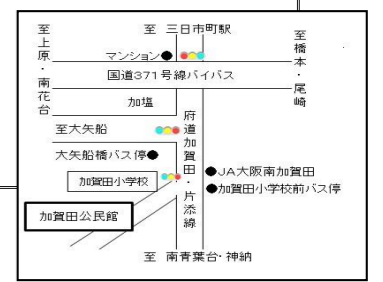 至 三日市町駅
至上原・南花台
至橋本・尾崎
マンション●
国道371号線バイパス
加塩
府道加賀田・片添線
至大矢船
大矢船橋バス停●
加賀田小学校
●JA大阪南加賀田
●加賀田小学校前バス停
加賀田公民館
至 南青葉台・神納